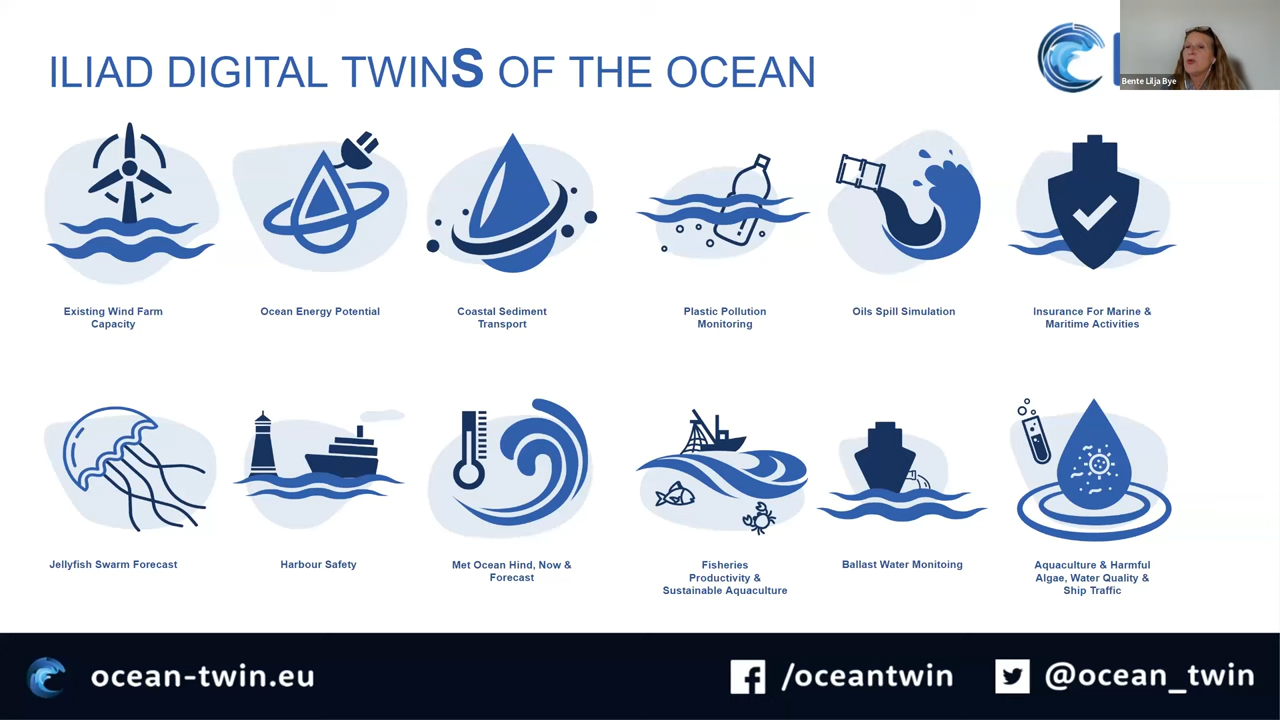 ILIAD DIGITAL TWINS OF THE OCEAN
Bente Lilja Bye
Existing Wind Farm
Capacity
Ocean Energy Potential
Coastal Sediment
Transport
Plastic Pollution
Monitoring
Oils Spill Simulation
Insurance For Marine &
Maritime Activities
Jellyfish Swarm Forecast
Harbour Safety
Met Ocean Hind, Now &
Forecast
Fisheries
Productivity &
Sustainable Aquaculture
Ballast Water Monitoing
Aquaculture & Harmful
Algae, Water Quality &
Ship Traffic
ocean-twin.eu
/oceantwin
@ocean_twin